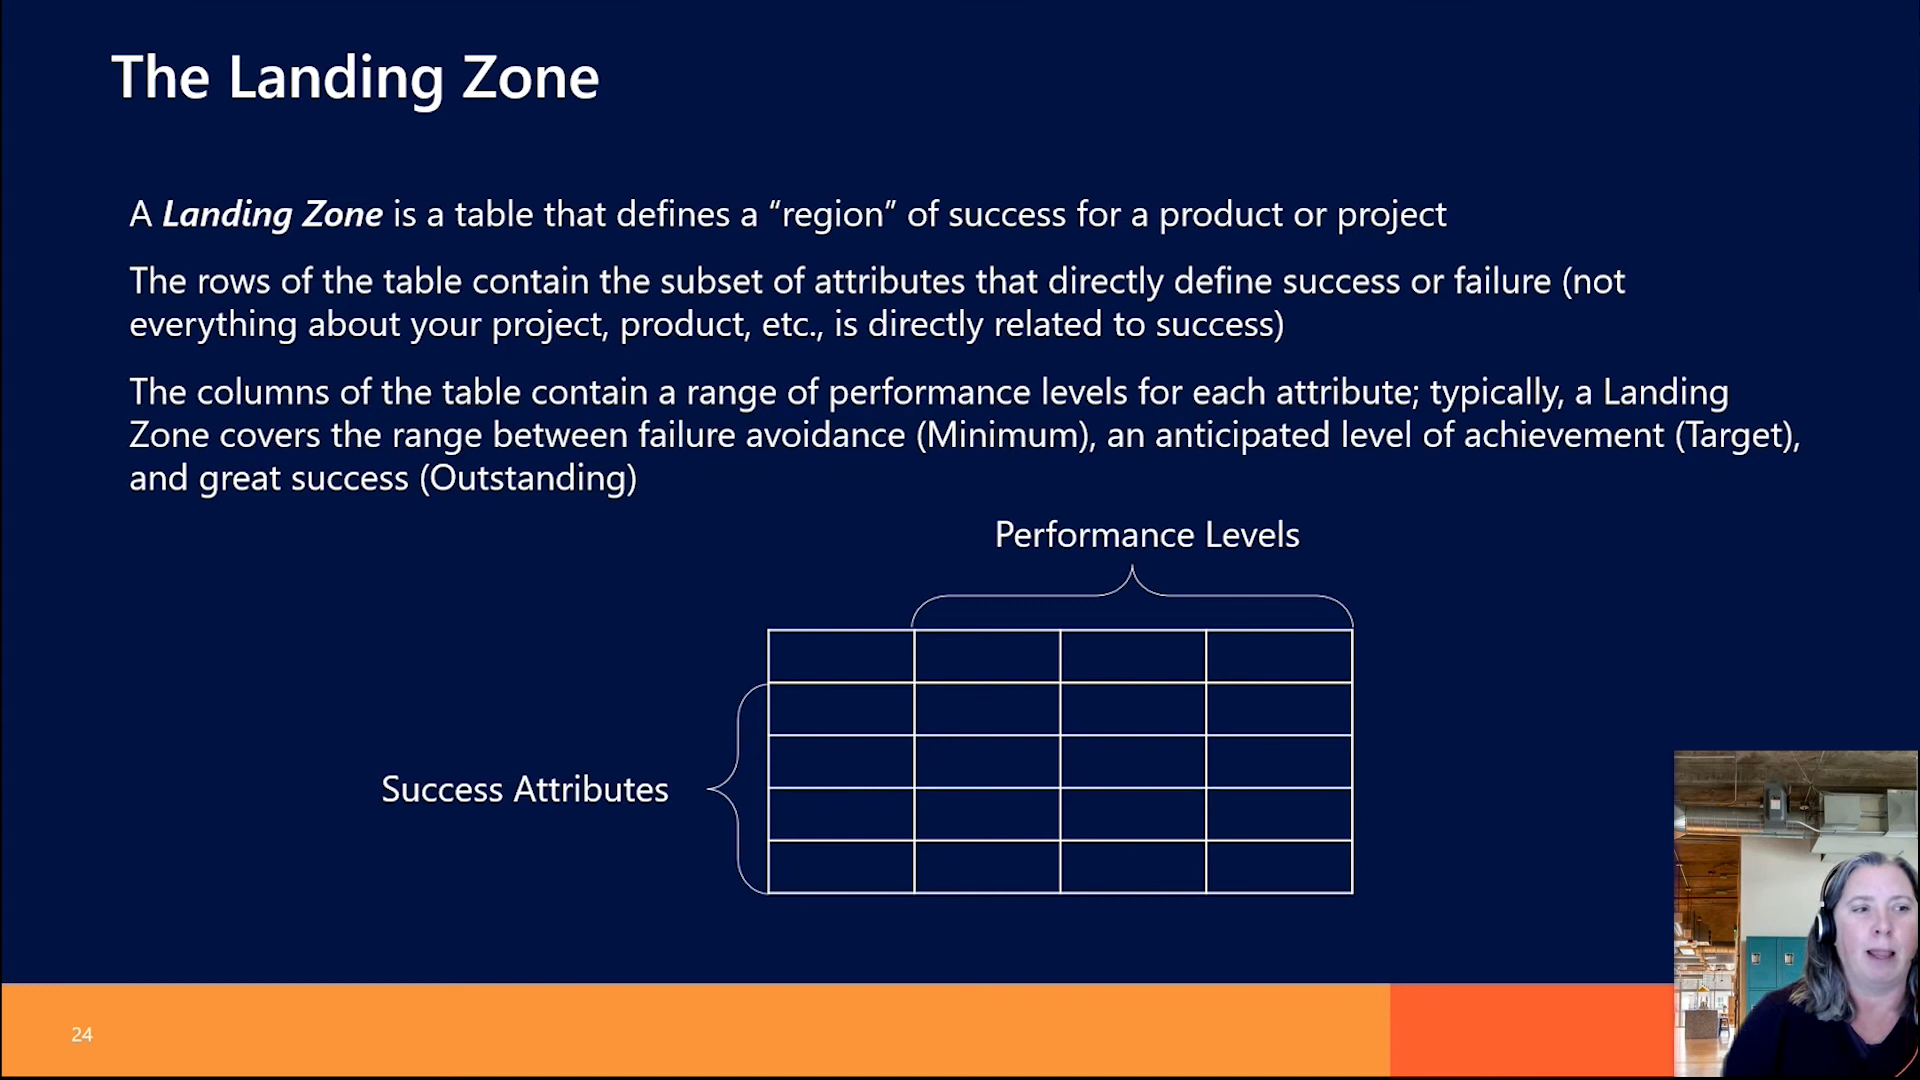 The Landing Zone
A Landing Zone is a table that defines a “region” of success for a product or project
The rows of the table contain the subset of attributes that directly define success or failure (not
everything about your project, product, etc., is directly related to success)
The columns of the table contain a range of performance levels for each attribute; typically, a Landing
Zone covers the range between failure avoidance (Minimum), an anticipated level of achievement (Target),
and great success (Outstanding)
Performance Levels
Success Attributes
24